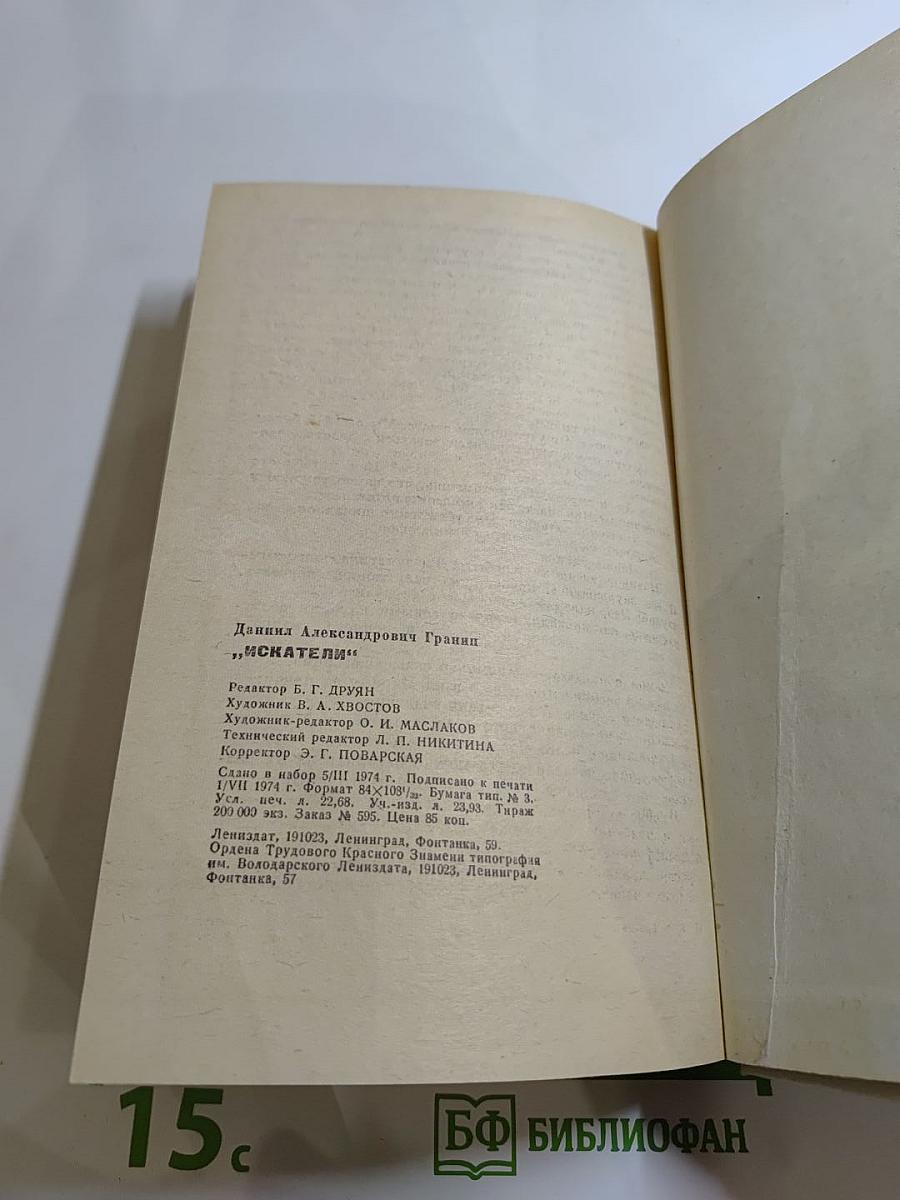 Даниил Александрович Гранин
„ИСКАТЕЛИ“
Редактор Б. Г. ДРУЯН
Художник В. А. ХВОСТОВ
Художник-редактор О. И. МАСЛАКОВ
Технический редактор Л. П. НИКИТИНА
Корректор Э. Г. ПОВАРСКАЯ
Сдано в набор 5/III 1974 г. Подписано к печати
1/VII 1974 г. Формат 84×103¹/₃₂. Бумага тип. № 3.
Усл. печ. л. 22,68. Уч.-изд. л. 23,93. Тираж
200 000 экз. Заказ № 595. Цена 85 коп.
Лениздат, 191023, Ленинград, Фонтанка, 59.
Ордена Трудового Красного Знамени типография
им. Володарского Лениздата, 191023, Ленинград,
Фонтанка, 57
15 с
БФ БИБЛИОФАН